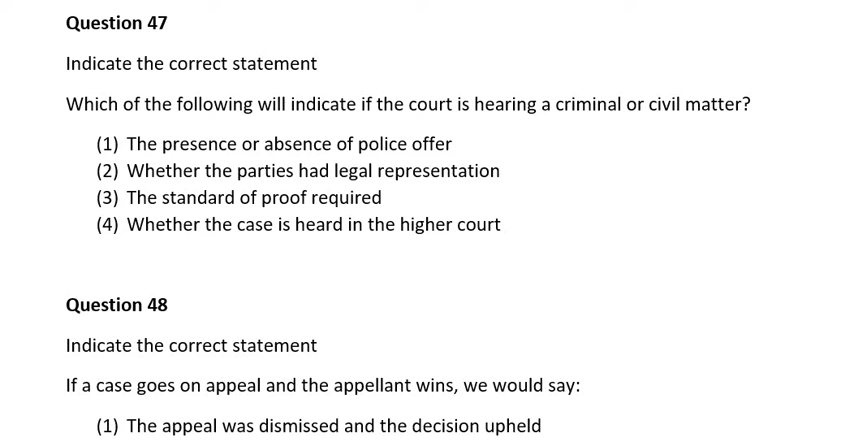 Question 47
Indicate the correct statement
Which of the following will indicate if the court is hearing a criminal or civil matter?
(1) The presence or absence of police offer
(2) Whether the parties had legal representation
(3) The standard of proof required
(4) Whether the case is heard in the higher court
Question 48
Indicate the correct statement
If a case goes on appeal and the appellant wins, we would say:
(1) The appeal was dismissed and the decision upheld